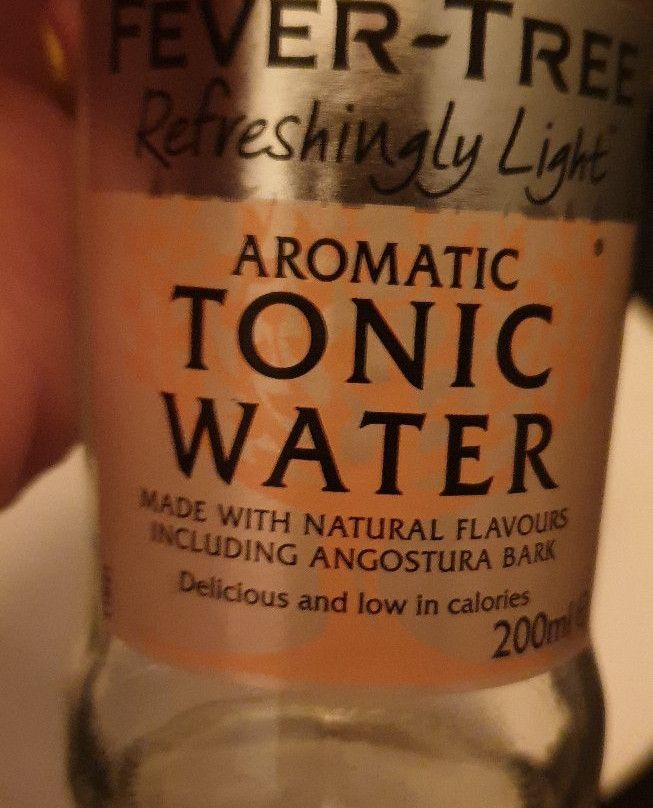 FEVER-TREE
Refreshingly Light
AROMATIC
TONIC
WATER
MADE WITH NATURAL FLAVOURS
INCLUDING ANGOSTURA BARK
Delicious and low in calories
200ml